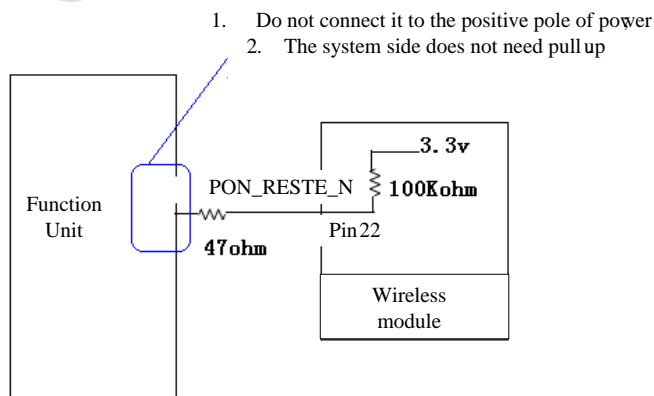 1. Do not connect it to the positive pole of power
2. The system side does not need pull up
3.3v
PON_RESTE_N
100Kohm
Function
Unit
Pin22
47ohm
Wireless
module